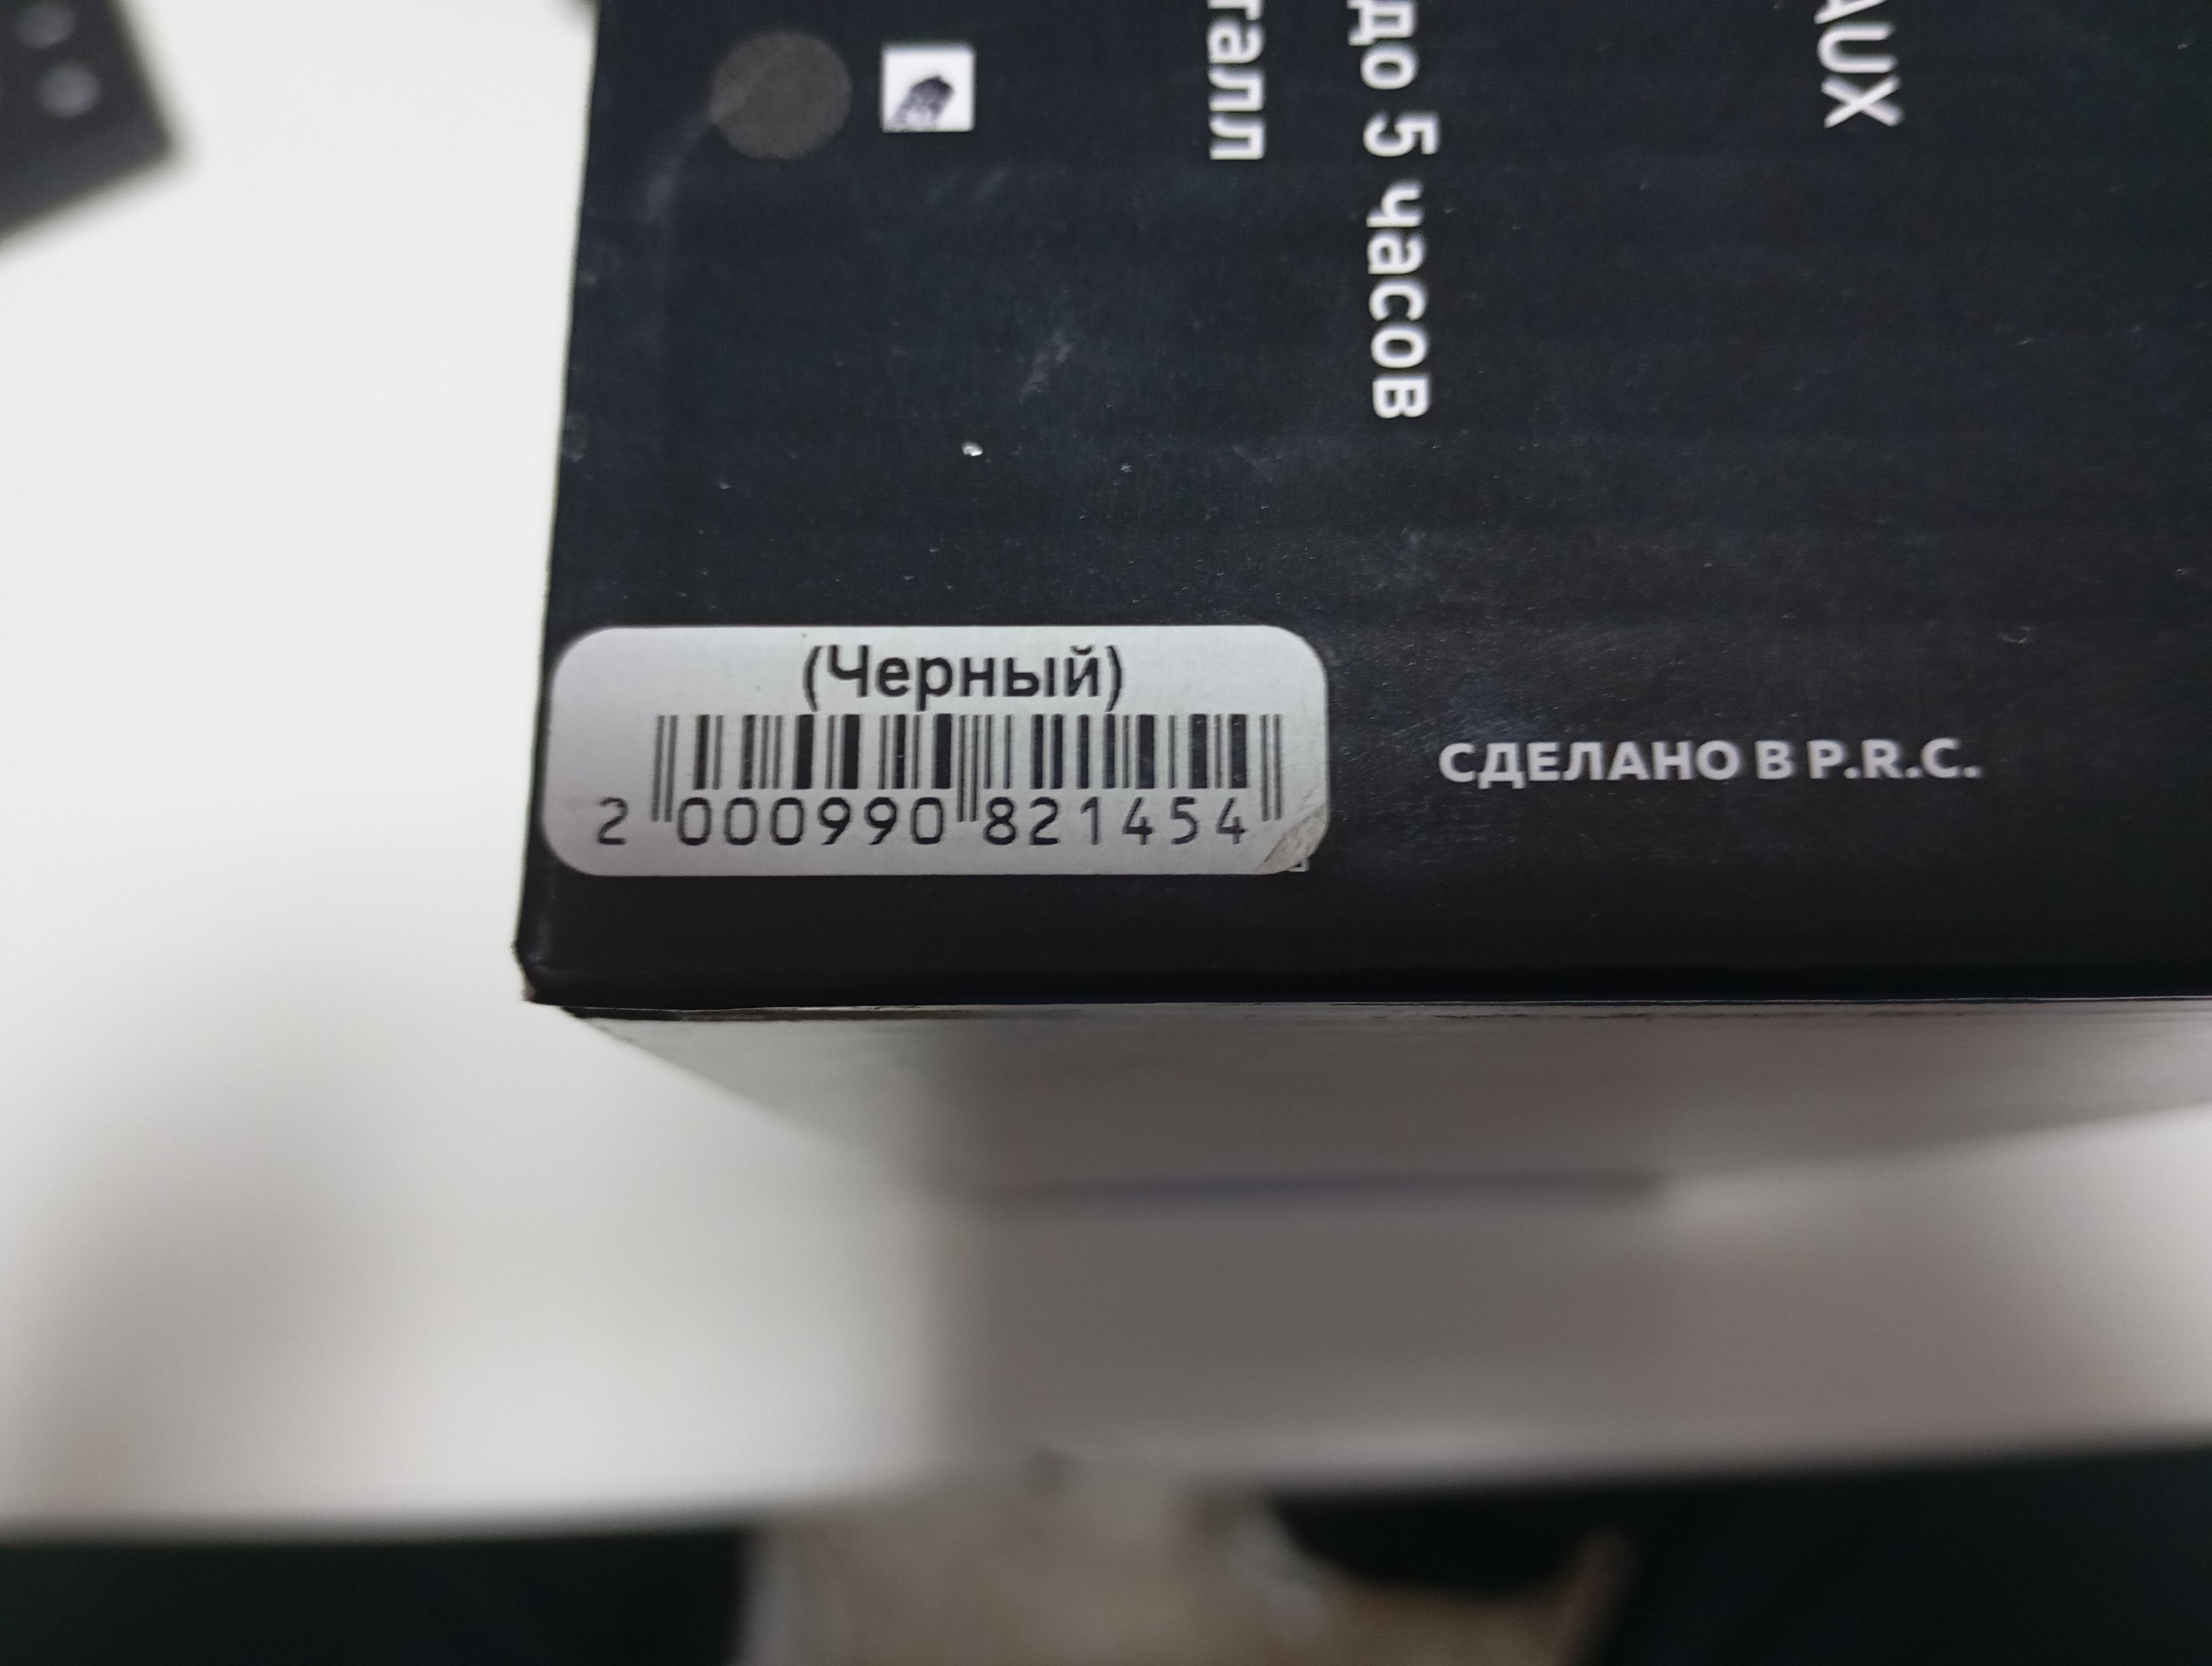 AUX
до 5 часов
талл
(Черный)
2 000990 821454
СДЕЛАНО В P.R.C.